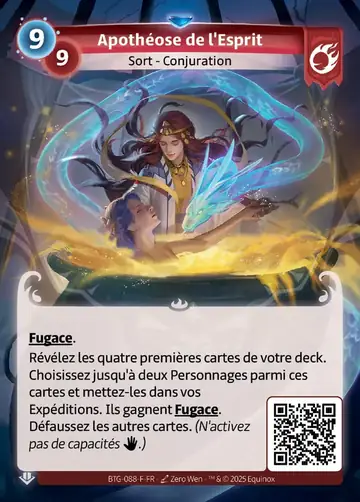 9
9
Apothéose de l'Esprit
Sort - Conjuration
Fugace.
Révélez les quatre premières cartes de votre deck.
Choisissez jusqu'à deux Personnages parmi ces
cartes et mettez-les dans vos
Expéditions. Ils gagnent Fugace.
Défaussez les autres cartes. (N'activez
pas de capacités .)
BTG-088-F-FR Zero Wen - ™ & © 2025 Equinox